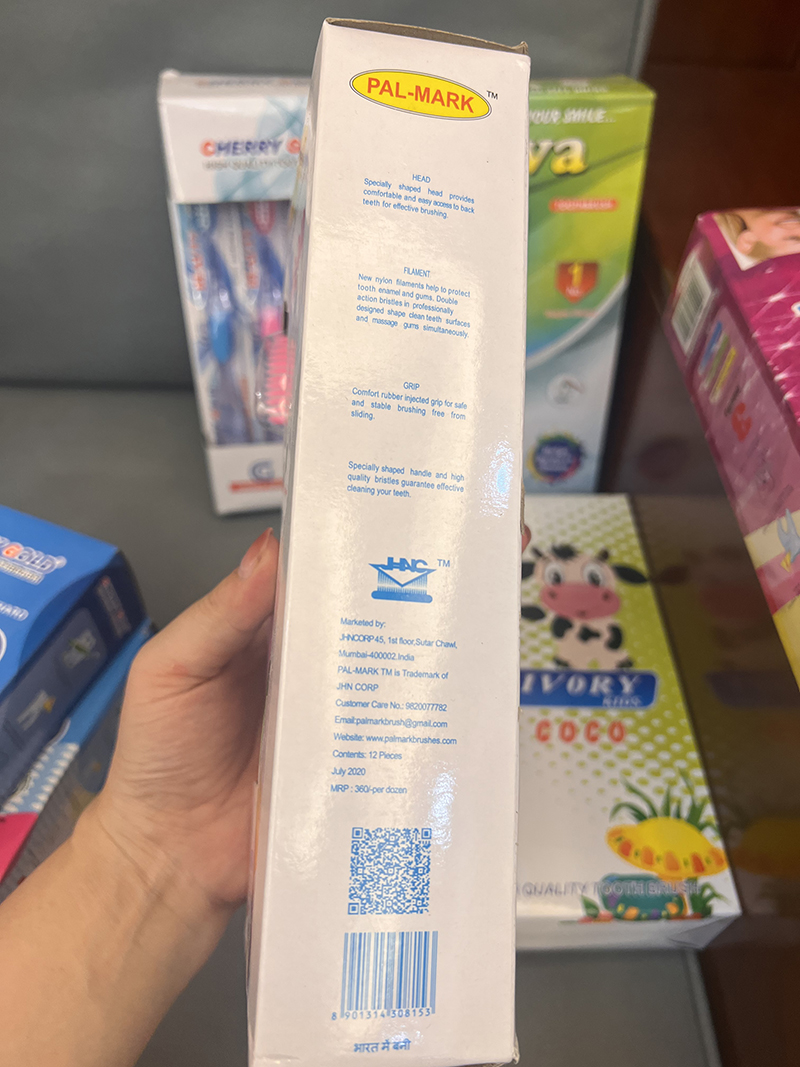 PAL-MARK TM
HEAD
Specially shaped head provides
comfortable and easy access to back
teeth for effective brushing.
FILAMENT
New nylon filaments help to protect
tooth enamel and gums. Double
action bristles in professionally
designed shape clean teeth surfaces
and massage gums simultaneously.
GRIP
Comfort rubber injected grip for safe
and stable brushing free from
sliding.
Specially shaped handle and high
quality bristles guarantee effective
cleaning your teeth.
JHNC TM
Marketed by:
JHNCORP45, 1st floor,Sutar Chawl,
Mumbai-400002.India
PAL-MARK TM is Trademark of
JHN CORP
Customer Care No.: 9820077782
Email:palmarkbrush@gmail.com
Website: www.palmarkbrushes.com
Contents: 12 Pieces
July 2020
MRP : 360/-per dozen
8 901314 308153
भारत में बनी
CHERRY
YOUR SMILE...
va
IVORY
KIDS
COCO
QUALITY TOOTH BRUSH